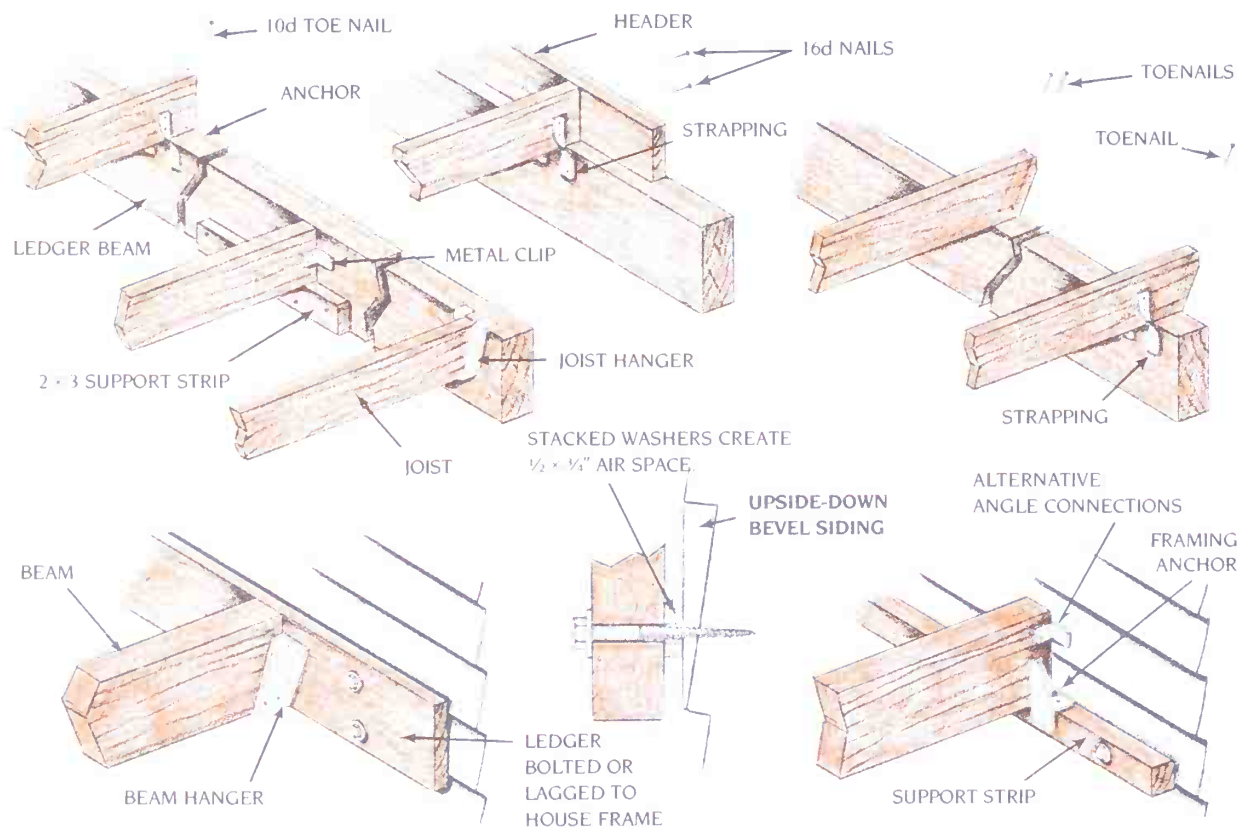 10d TOE NAIL
HEADER
16d NAILS
TOENAILS
ANCHOR
STRAPPING
TOENAIL
LEDGER BEAM
METAL CLIP
2 × 3 SUPPORT STRIP
JOIST HANGER
STRAPPING
JOIST
STACKED WASHERS CREATE
½ × ¾" AIR SPACE.
UPSIDE-DOWN
BEVEL SIDING
ALTERNATIVE
ANGLE CONNECTIONS
FRAMING
ANCHOR
BEAM
BEAM HANGER
LEDGER
BOLTED OR
LAGGED TO
HOUSE FRAME
SUPPORT STRIP